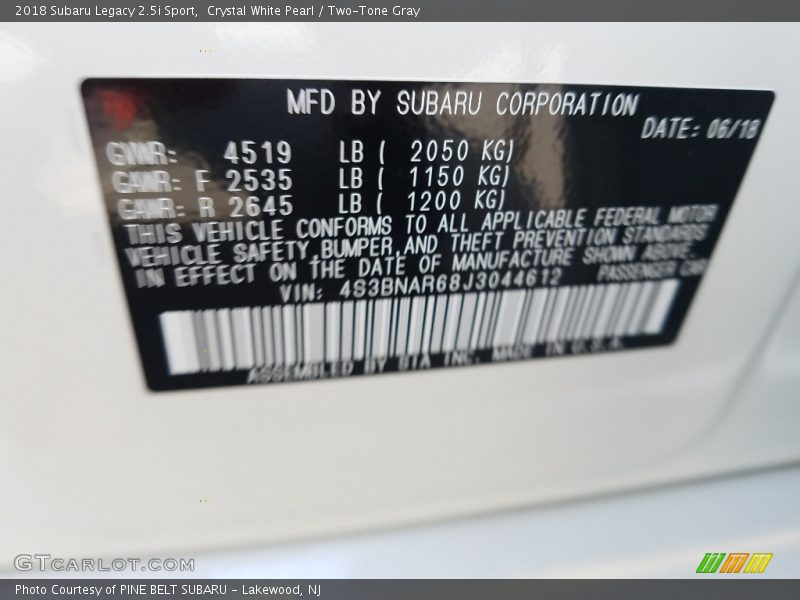 2018 Subaru Legacy 2.5i Sport, Crystal White Pearl / Two-Tone Gray
MFD BY SUBARU CORPORATION
DATE: 06/18
GVWR: 4519 LB ( 2050 KG)
GAWR: F 2535 LB ( 1150 KG)
GAWR: R 2645 LB ( 1200 KG)
THIS VEHICLE CONFORMS TO ALL APPLICABLE FEDERAL MOTOR
VEHICLE SAFETY, BUMPER, AND THEFT PREVENTION STANDARDS
IN EFFECT ON THE DATE OF MANUFACTURE SHOWN ABOVE.
VIN: 4S3BNAR68J3044612 PASSENGER CAR
ASSEMBLED BY SIA INC. MADE IN U.S.A.
GTCARLOT.COM
Photo Courtesy of PINE BELT SUBARU - Lakewood, NJ